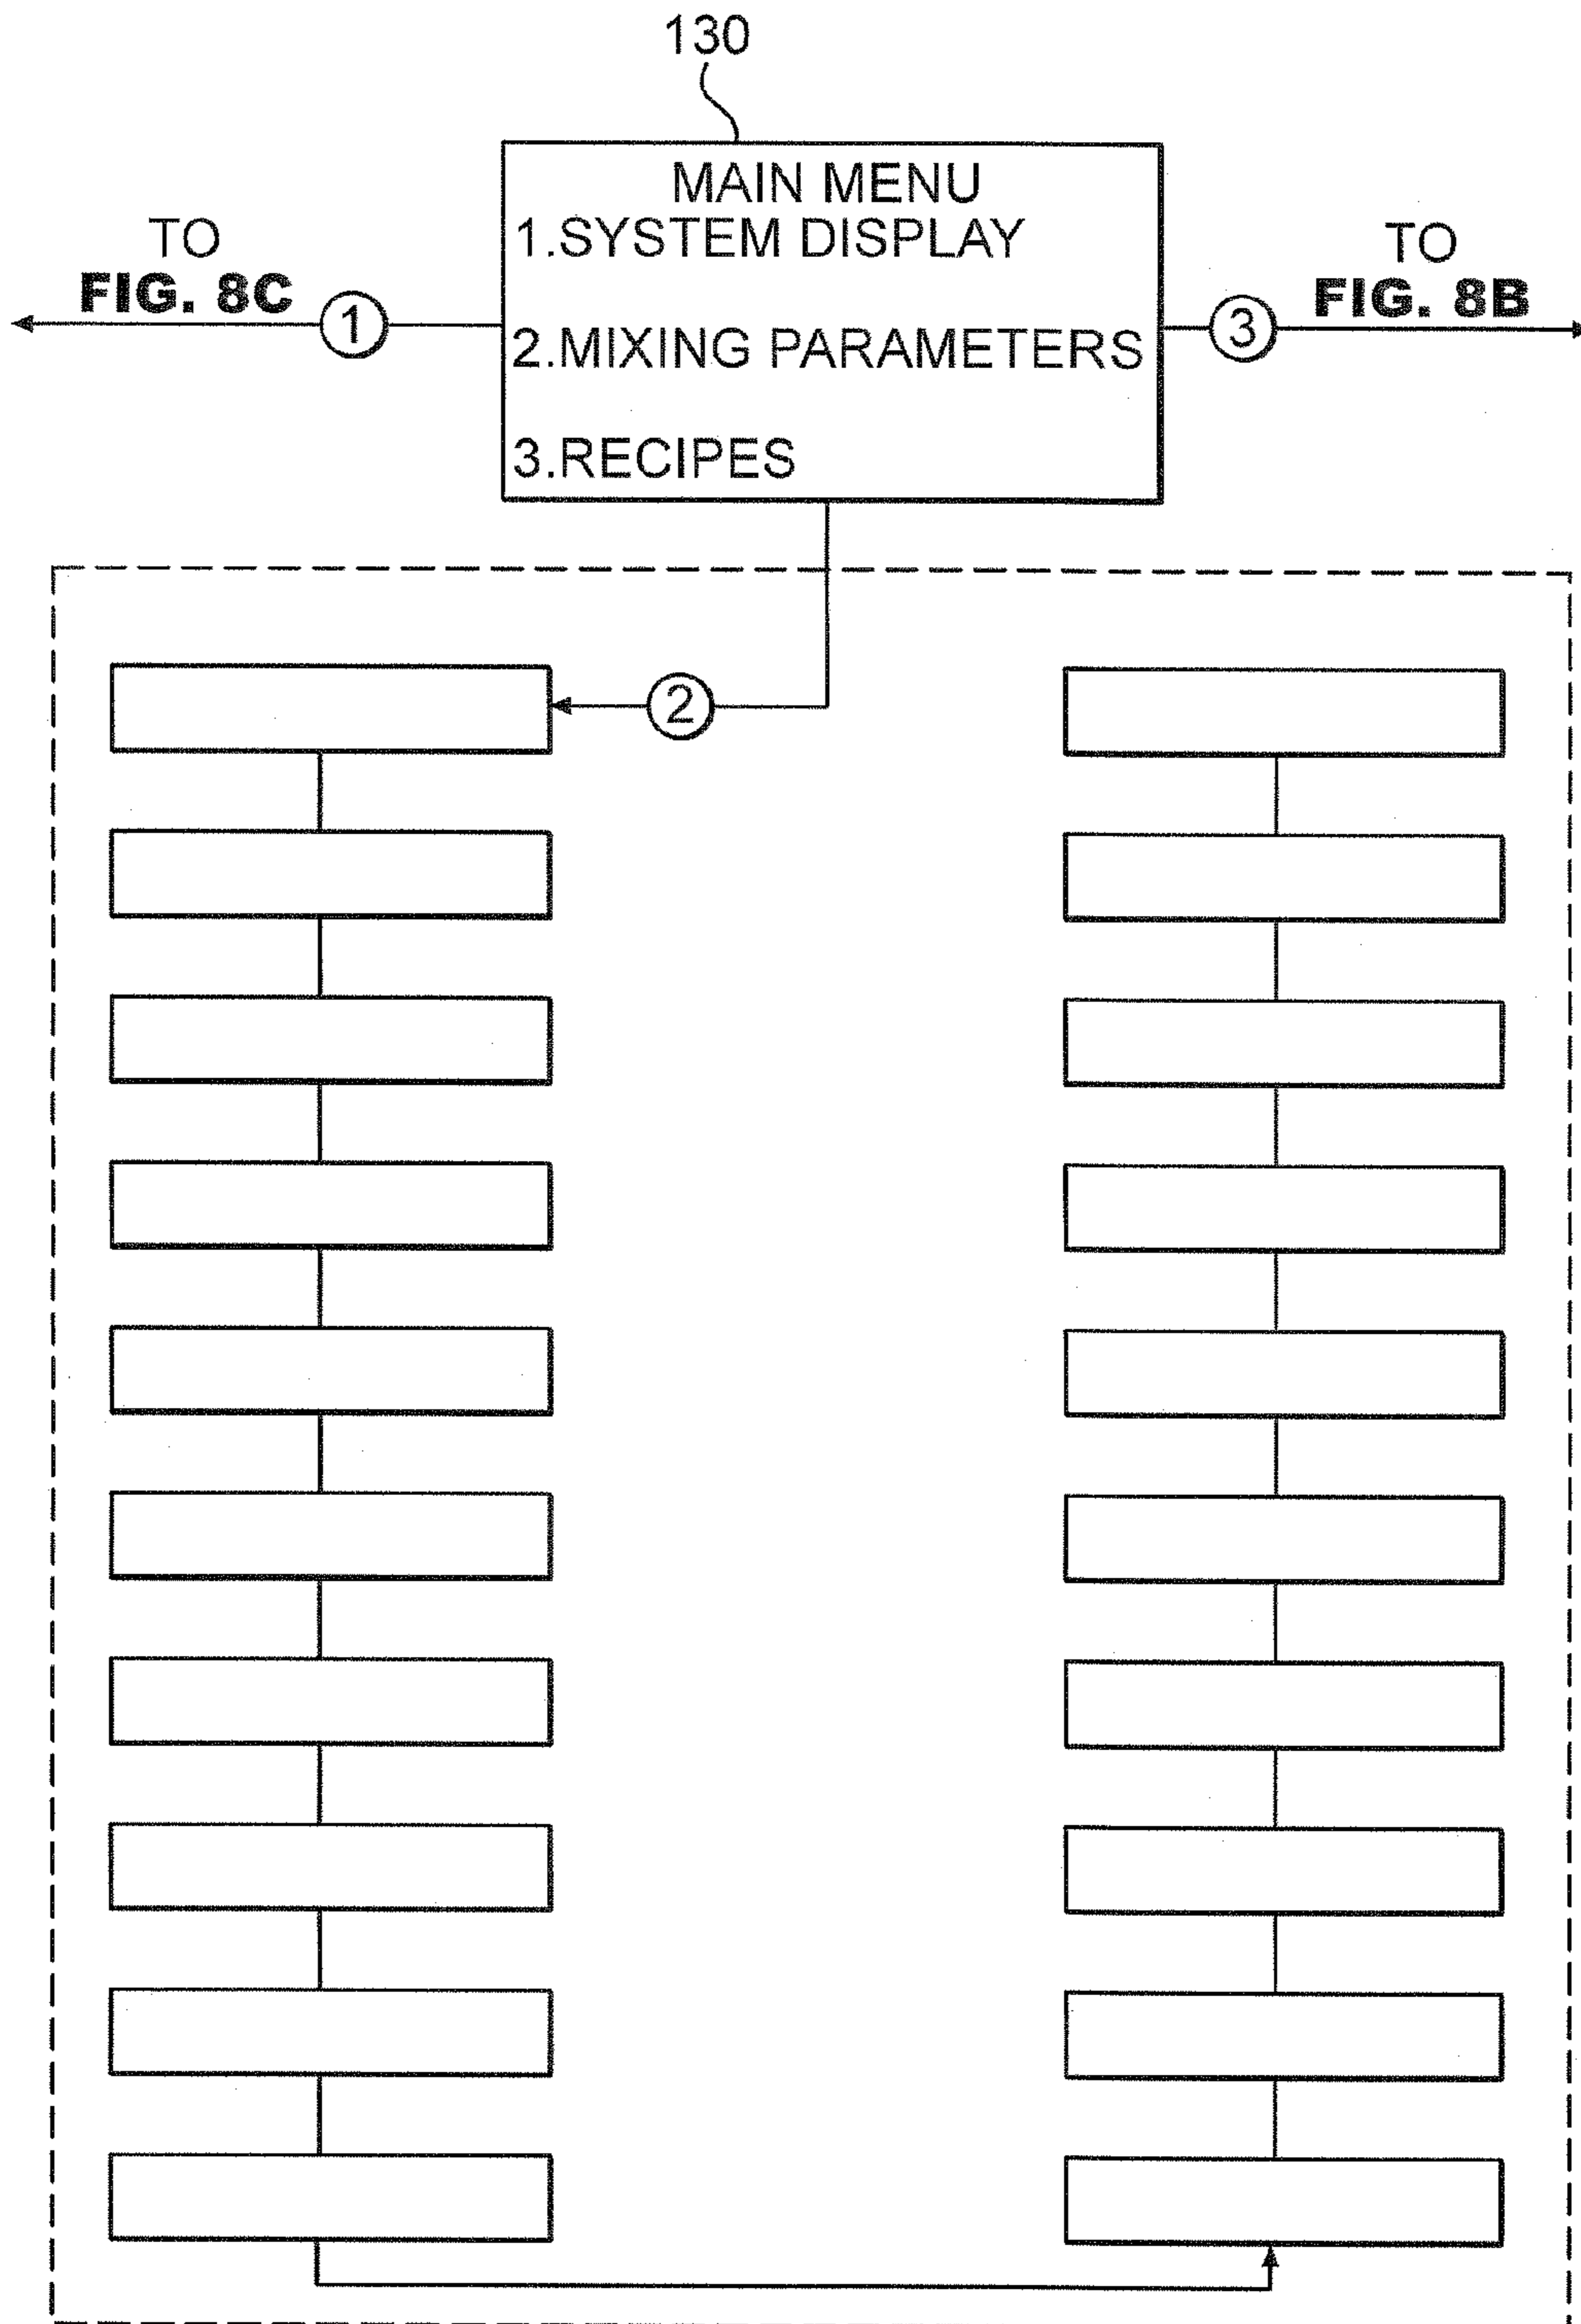 130
MAIN MENU
1.SYSTEM DISPLAY
2.MIXING PARAMETERS
3.RECIPES
TO
FIG. 8C
1
TO
FIG. 8B
3
2